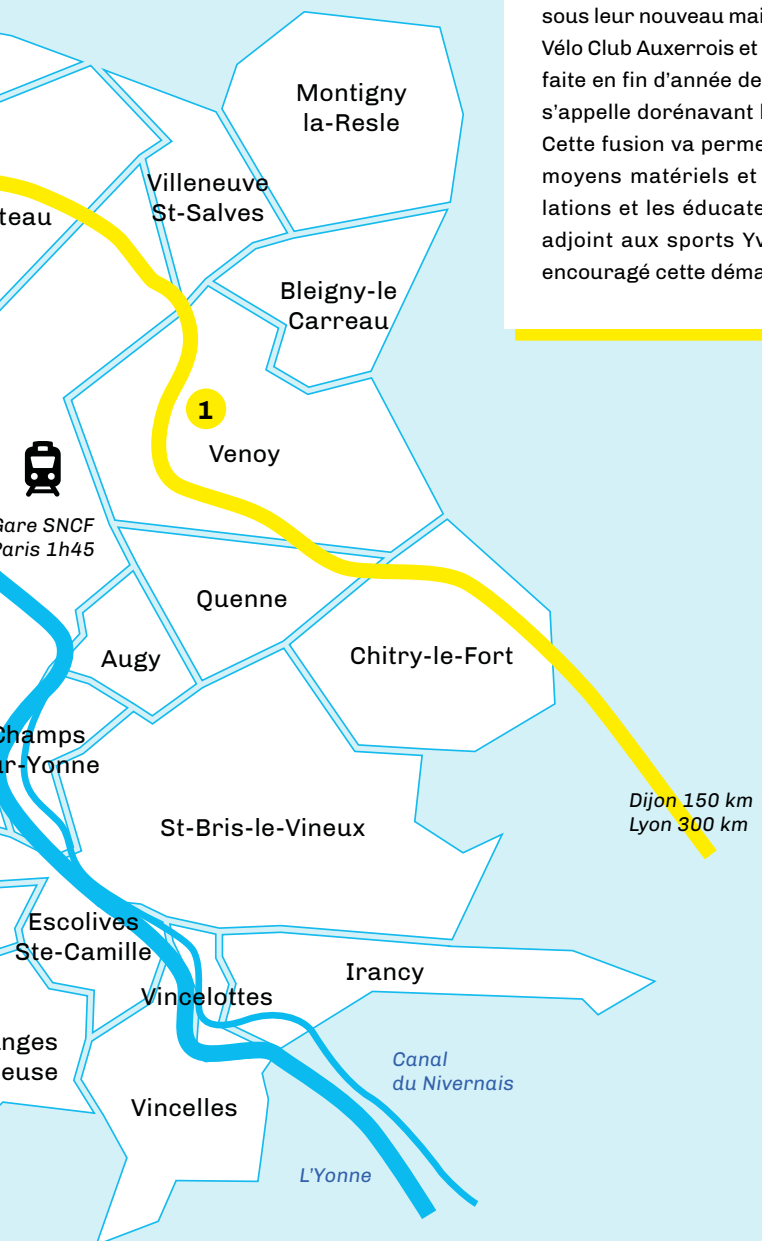 sous leur nouveau mai
Vélo Club Auxerrois et
faite en fin d'année de
s'appelle dorénavant l
Cette fusion va perme
moyens matériels et
lations et les éducate
adjoint aux sports Yv
encouragé cette déma
Montigny
la-Resle
Villeneuve
St-Salves
teau
Bleigny-le
Carreau
1
Venoy
Gare SNCF
Paris 1h45
Quenne
Augy
Chitry-le-Fort
Champs
ur-Yonne
Dijon 150 km
Lyon 300 km
St-Bris-le-Vineux
Escolives
Ste-Camille
Irancy
Vincelottes
nges
euse
Canal
du Nivernais
Vincelles
L'Yonne